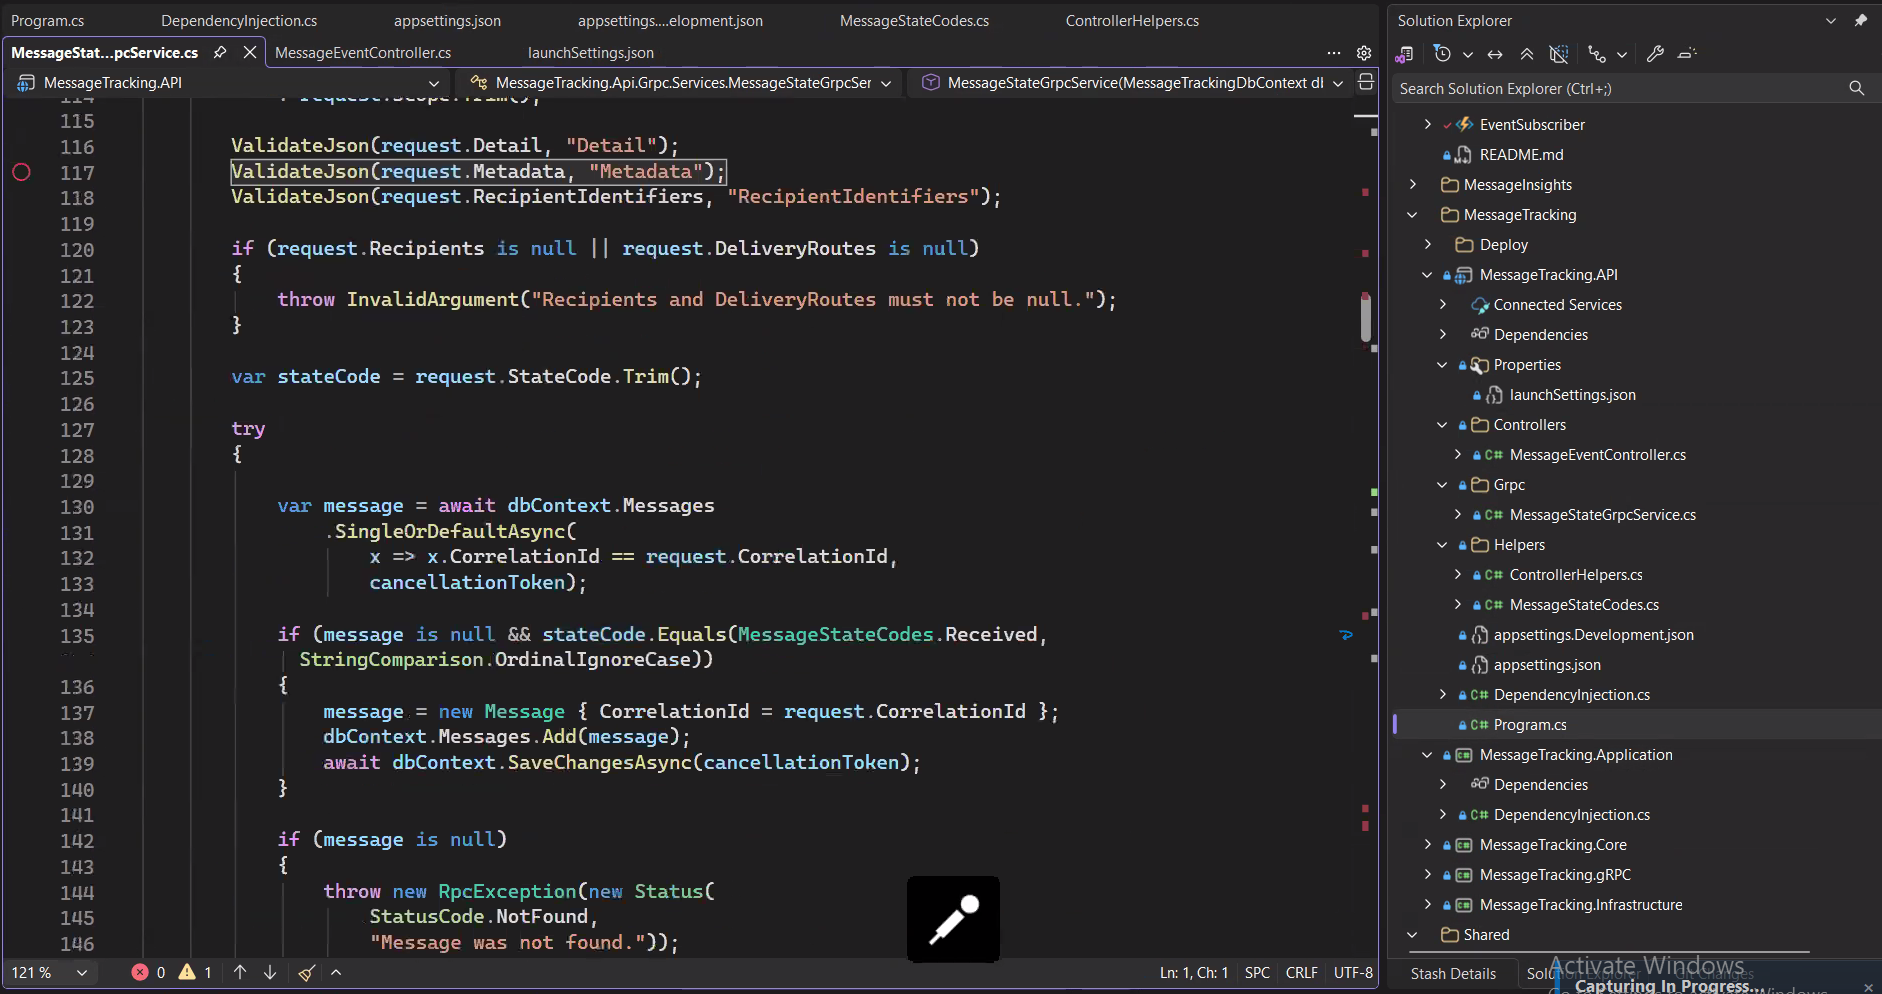 Program.cs DependencyInjection.cs appsettings.json appsettings....elopment.json MessageStateCodes.cs ControllerHelpers.cs
MessageStat...pcService.cs MessageEventController.cs launchSettings.json
MessageTracking.API MessageTracking.Api.Grpc.Services.MessageStateGrpcSer MessageStateGrpcService(MessageTrackingDbContext db
114 : request.Scope.Trim();
115
116 ValidateJson(request.Detail, "Detail");
117 ValidateJson(request.Metadata, "Metadata");
118 ValidateJson(request.RecipientIdentifiers, "RecipientIdentifiers");
119
120 if (request.Recipients is null || request.DeliveryRoutes is null)
121 {
122 throw InvalidArgument("Recipients and DeliveryRoutes must not be null.");
123 }
124
125 var stateCode = request.StateCode.Trim();
126
127 try
128 {
129
130 var message = await dbContext.Messages
131 .SingleOrDefaultAsync(
132 x => x.CorrelationId == request.CorrelationId,
133 cancellationToken);
134
135 if (message is null && stateCode.Equals(MessageStateCodes.Received,
StringComparison.OrdinalIgnoreCase))
136 {
137 message = new Message { CorrelationId = request.CorrelationId };
138 dbContext.Messages.Add(message);
139 await dbContext.SaveChangesAsync(cancellationToken);
140 }
141
142 if (message is null)
143 {
144 throw new RpcException(new Status(
145 StatusCode.NotFound,
146 "Message was not found."));
121 % 0 1 Ln: 1, Ch: 1 SPC CRLF UTF-8
Solution Explorer
Search Solution Explorer (Ctrl+;)
EventSubscriber
README.md
MessageInsights
MessageTracking
Deploy
MessageTracking.API
Connected Services
Dependencies
Properties
launchSettings.json
Controllers
C# MessageEventController.cs
Grpc
C# MessageStateGrpcService.cs
Helpers
C# ControllerHelpers.cs
C# MessageStateCodes.cs
appsettings.Development.json
appsettings.json
C# DependencyInjection.cs
C# Program.cs
MessageTracking.Application
Dependencies
C# DependencyInjection.cs
MessageTracking.Core
MessageTracking.gRPC
MessageTracking.Infrastructure
Shared
Stash Details Solution Explorer Git Changes
Activate Windows
Capturing In Progress...